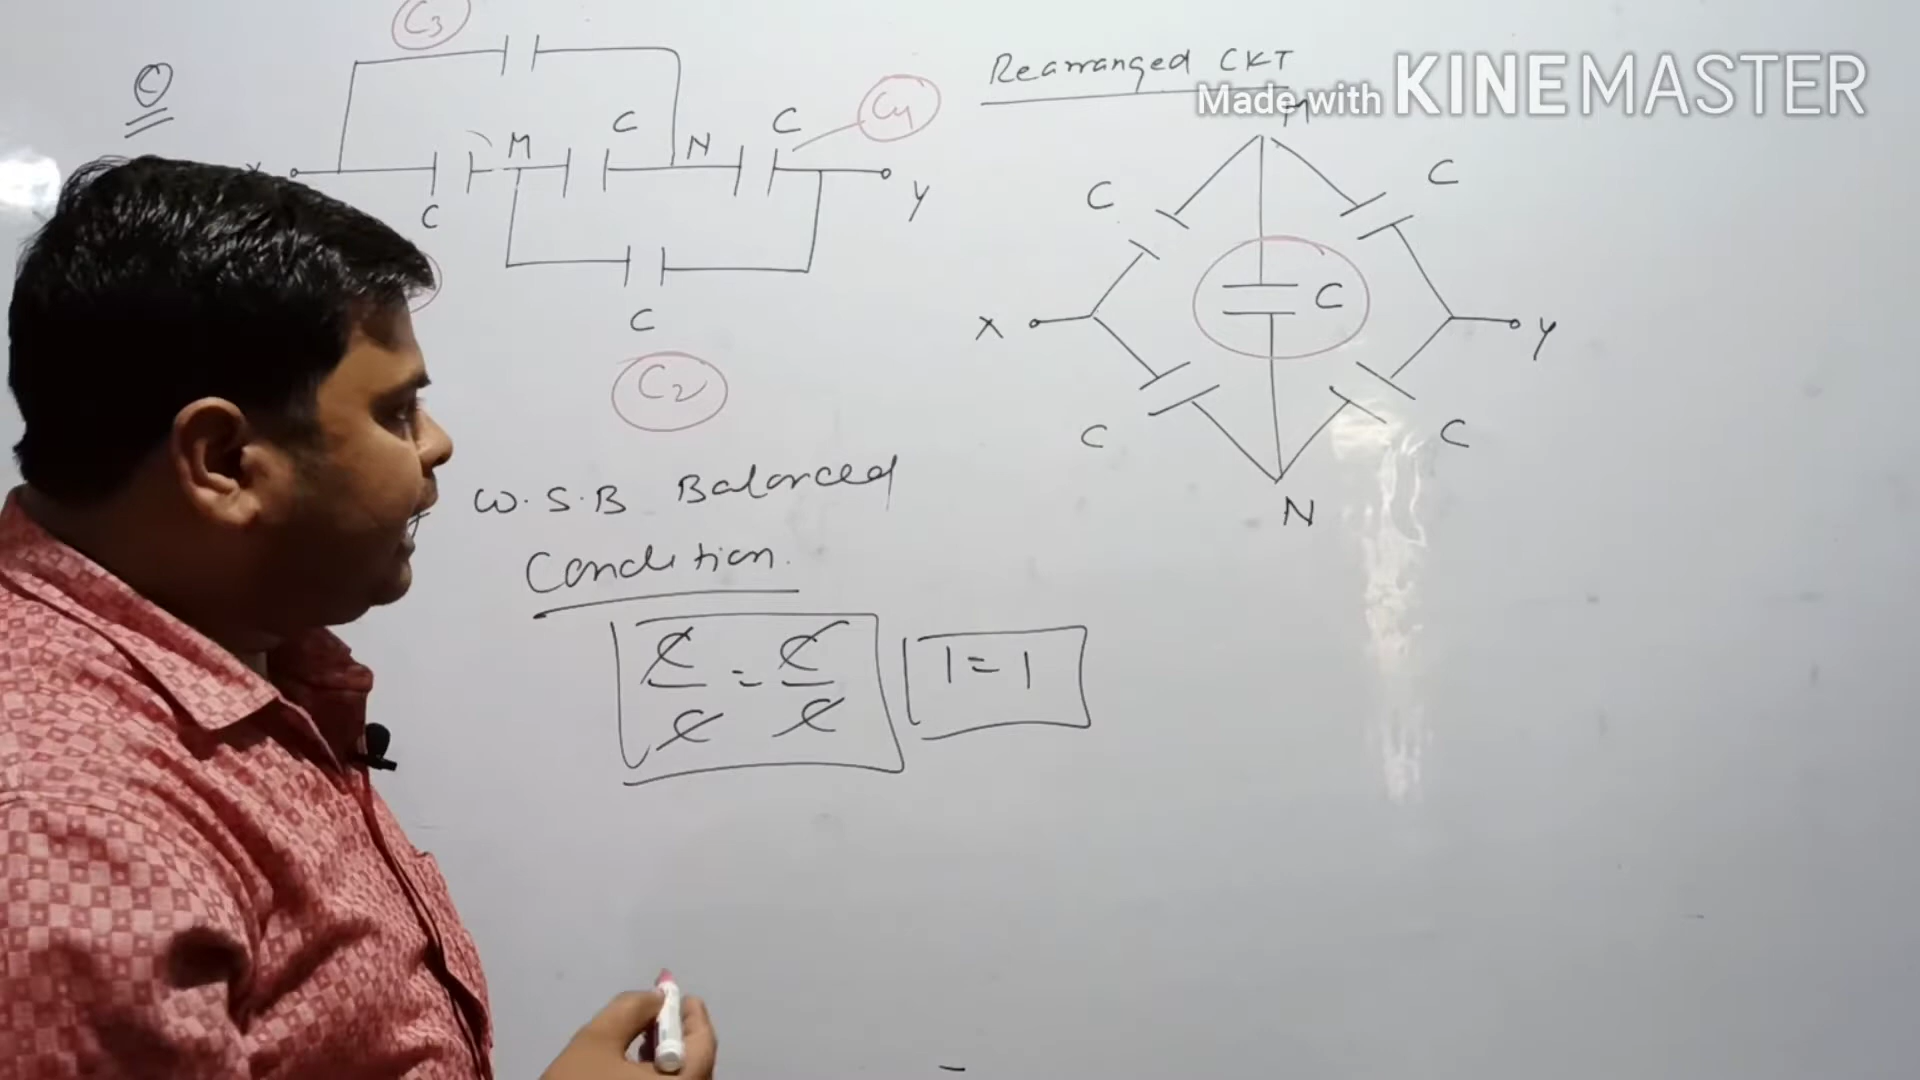 C3
C
C4
M
C
N
C
X
C
y
C
C2
Rearranged CKT
Made with KINEMASTER
M
C
C
C
X
y
C
C
N
W.S.B Balanced
Condition.
C/C = C/C
1 = 1